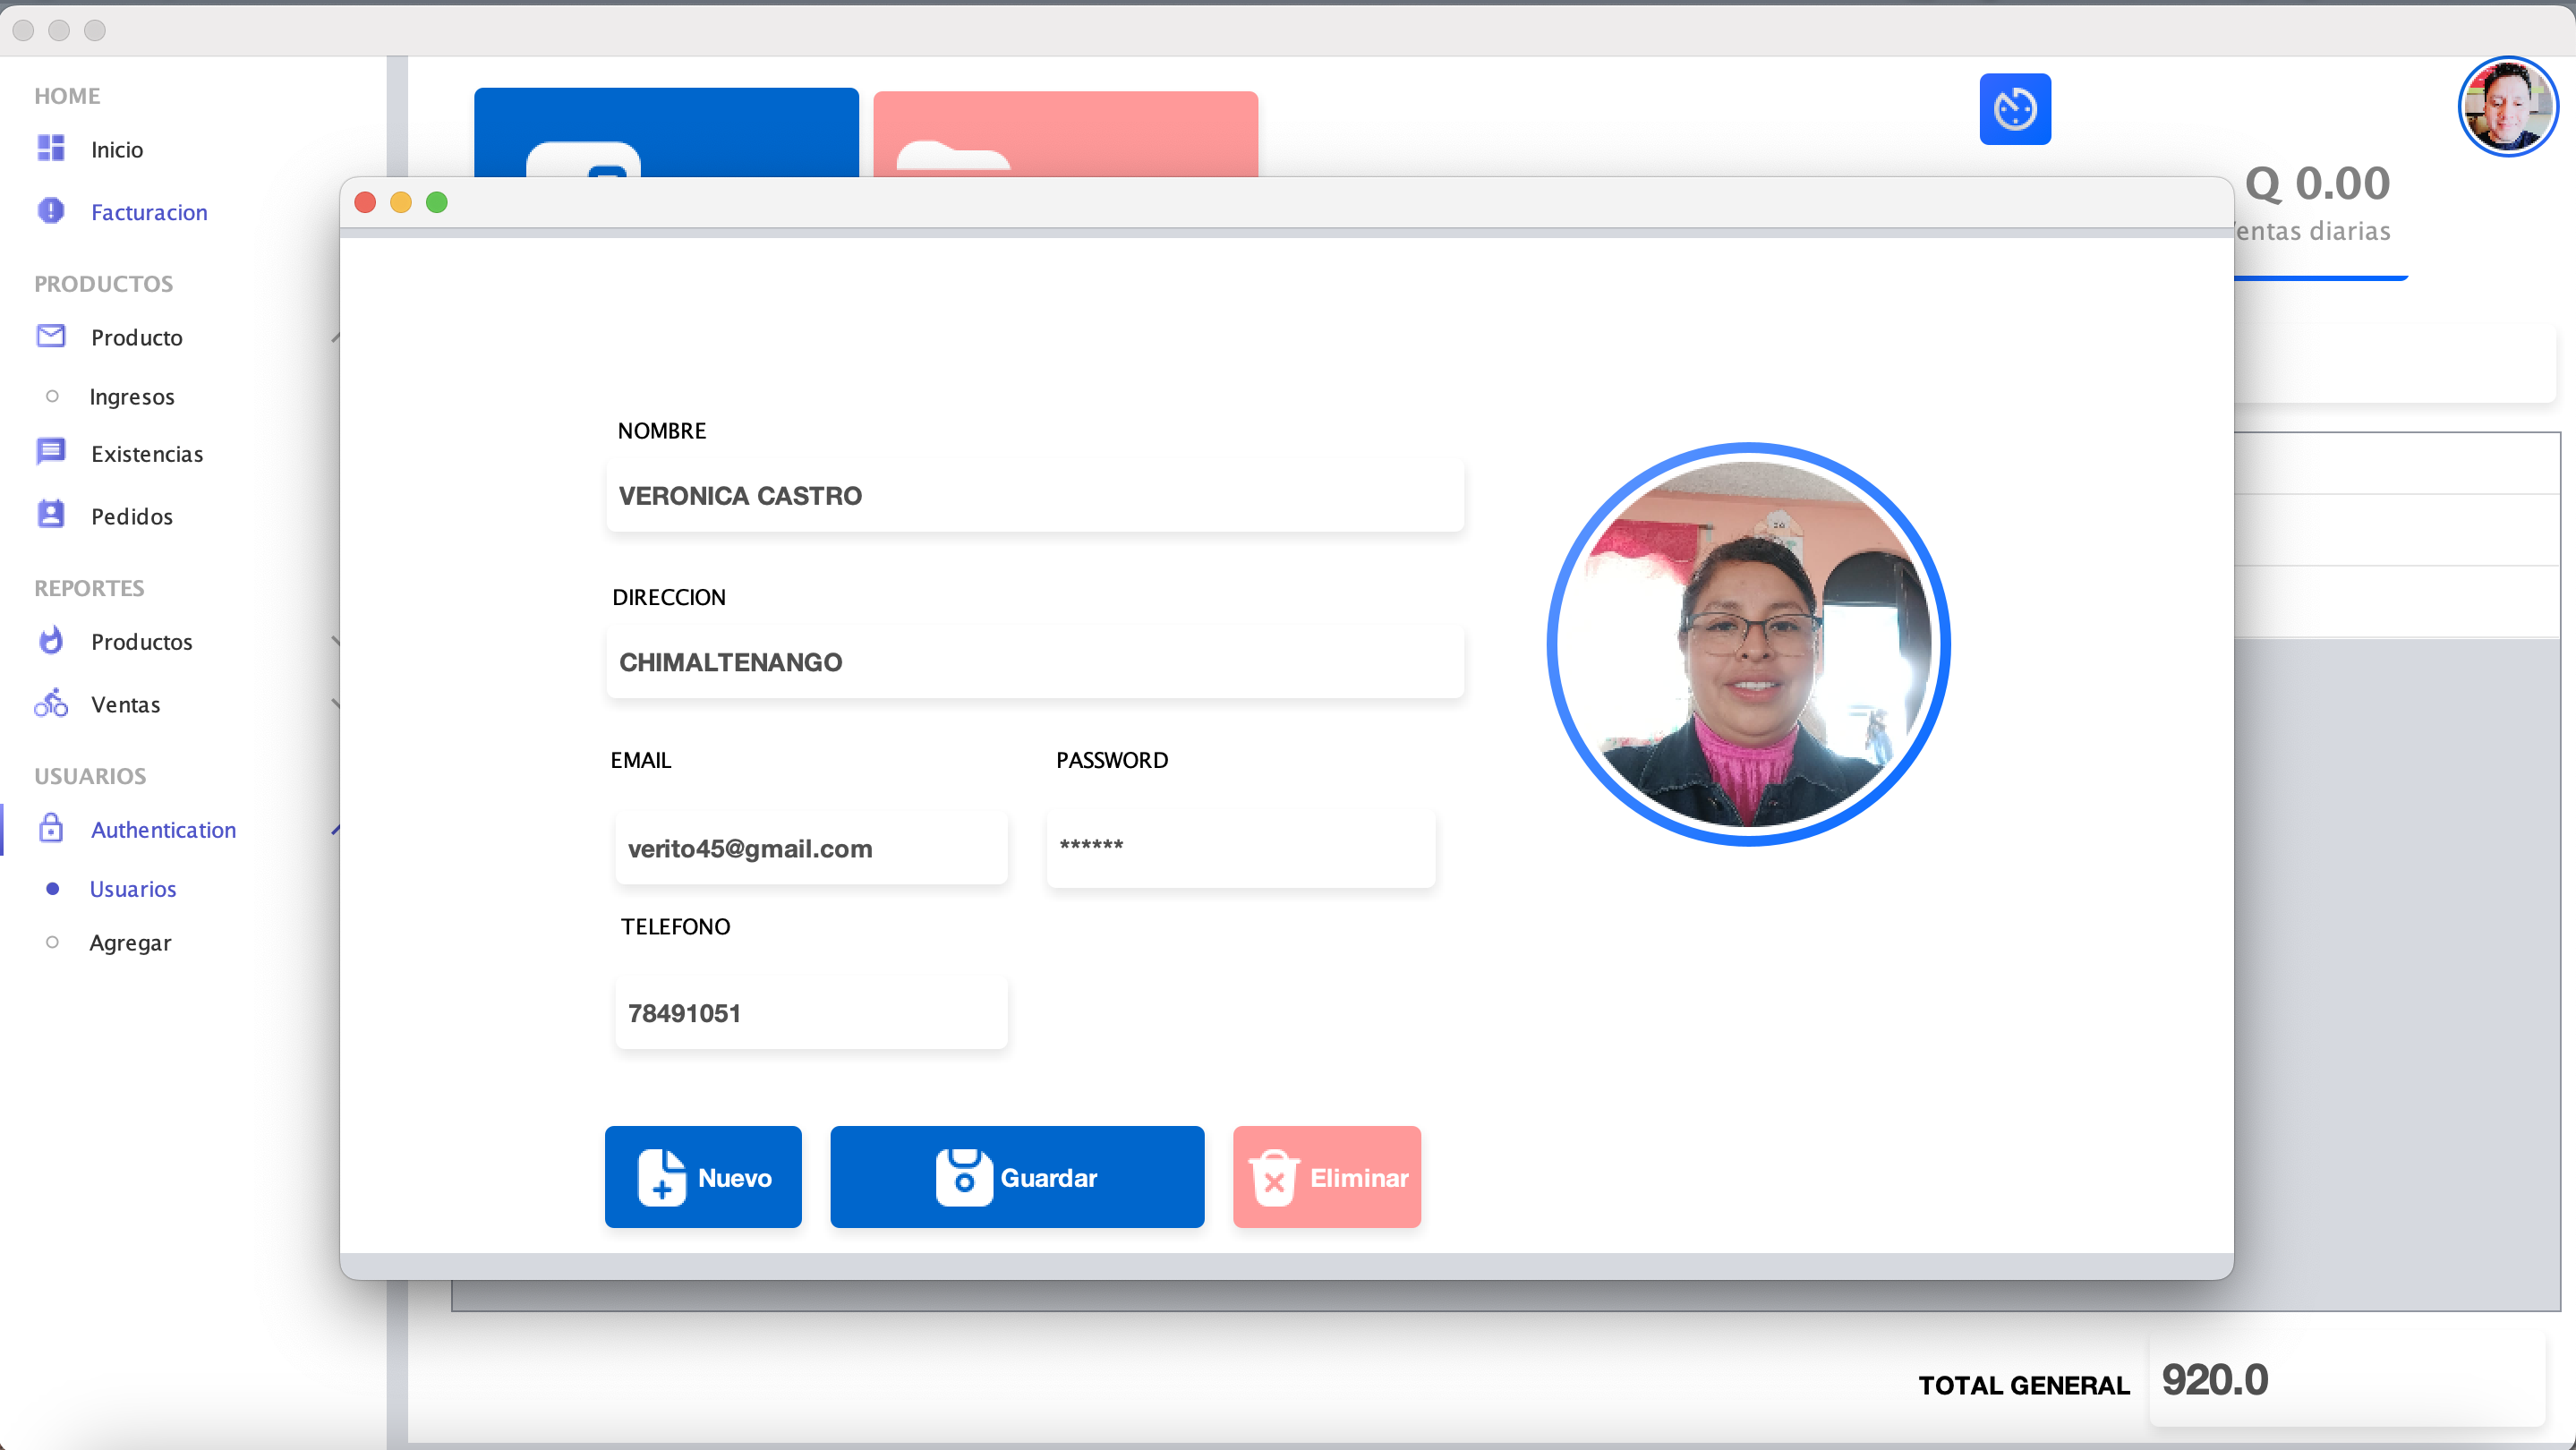 HOME
Inicio
Facturacion
PRODUCTOS
Producto
Ingresos
Existencias
Pedidos
REPORTES
Productos
Ventas
USUARIOS
Authentication
Usuarios
Agregar
Q 0.00
entas diarias
NOMBRE
VERONICA CASTRO
DIRECCION
CHIMALTENANGO
EMAIL
PASSWORD
verito45@gmail.com
******
TELEFONO
78491051
Nuevo
Guardar
Eliminar
TOTAL GENERAL
920.0